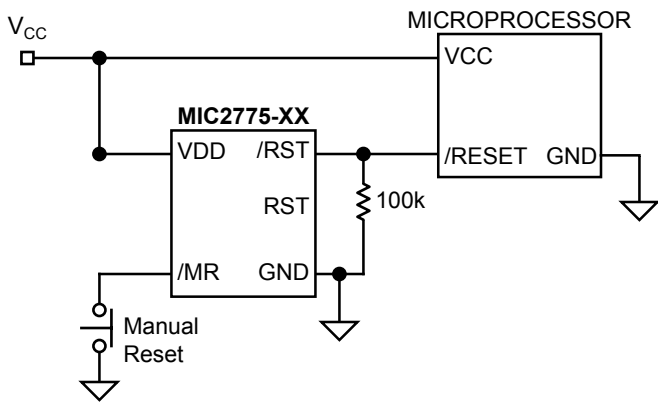 MICROPROCESSOR
VCC
VCC
MIC2775-XX
VDD /RST
/RESET GND
RST
100k
/MR GND
Manual
Reset